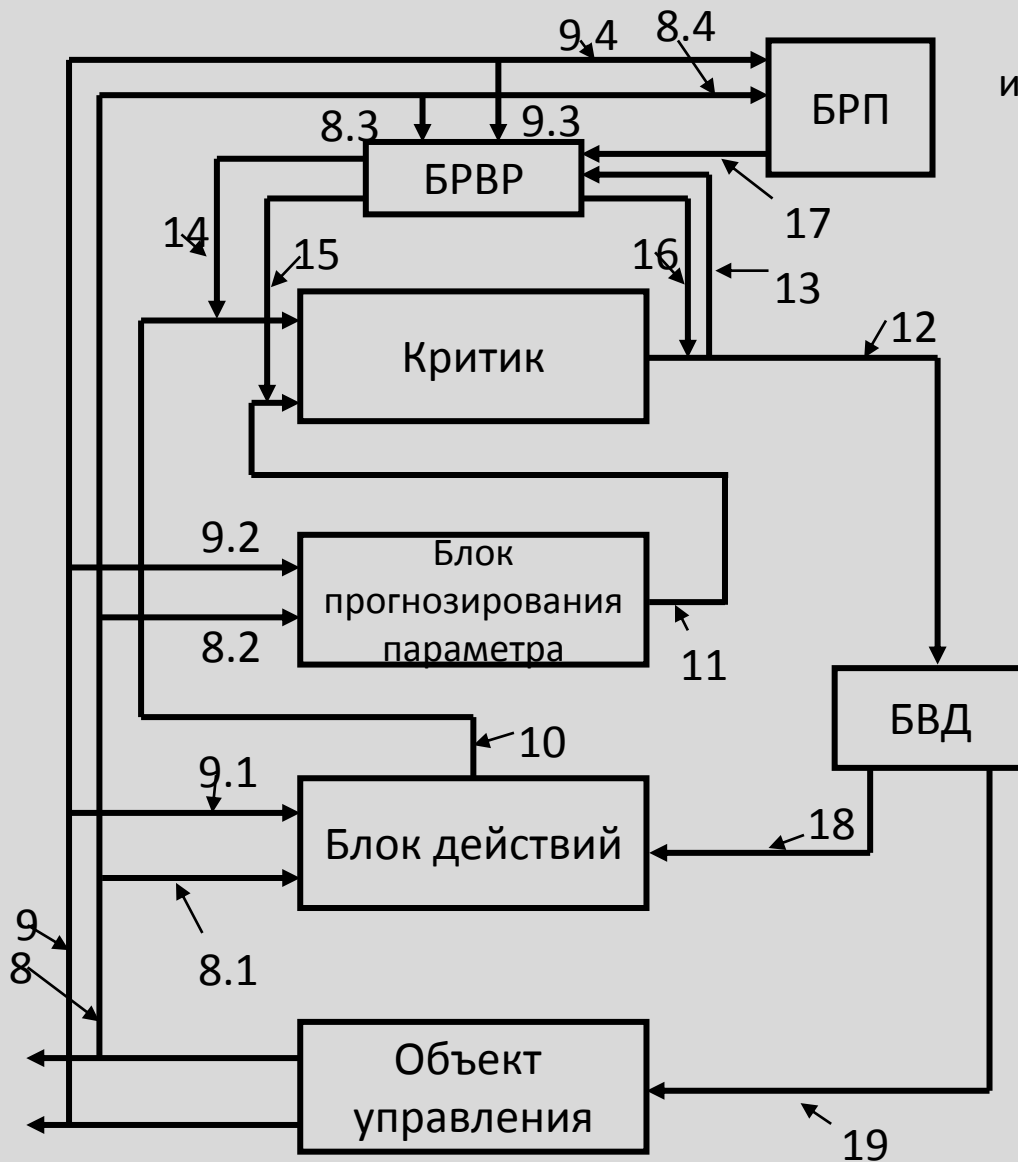 9.4
8.4
и
БРП
8.3
9.3
БРВР
17
14
15
16
13
12
Критик
9.2
Блок
прогнозирования
параметра
8.2
11
БВД
10
9.1
18
Блок действий
9
8
8.1
Объект
управления
19